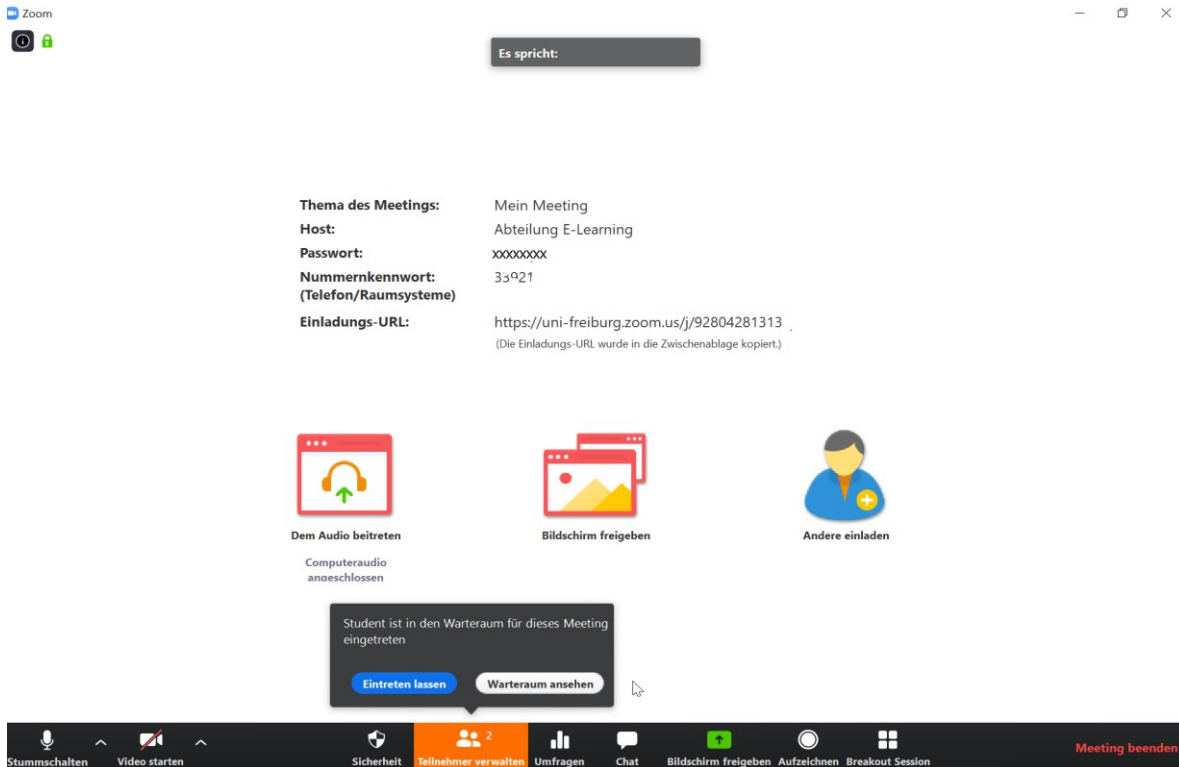 Zoom
Es spricht:
Thema des Meetings: Mein Meeting
Host: Abteilung E-Learning
Passwort: xxxxxxxx
Nummernkennwort:
(Telefon/Raumsysteme)
Einladungs-URL: https://uni-freiburg.zoom.us/j/92804281313
(Die Einladungs-URL wurde in die Zwischenablage kopiert.)
Dem Audio beitreten Bildschirm freigeben Andere einladen
Computeraudio
angeschlossen
Student ist in den Warteraum für dieses Meeting
eingetreten
Eintreten lassen Warteraum ansehen
2
Stummschalten Video starten Sicherheit Teilnehmer verwalten Umfragen Chat Bildschirm freigeben Aufzeichnen Breakout Session Meeting beenden